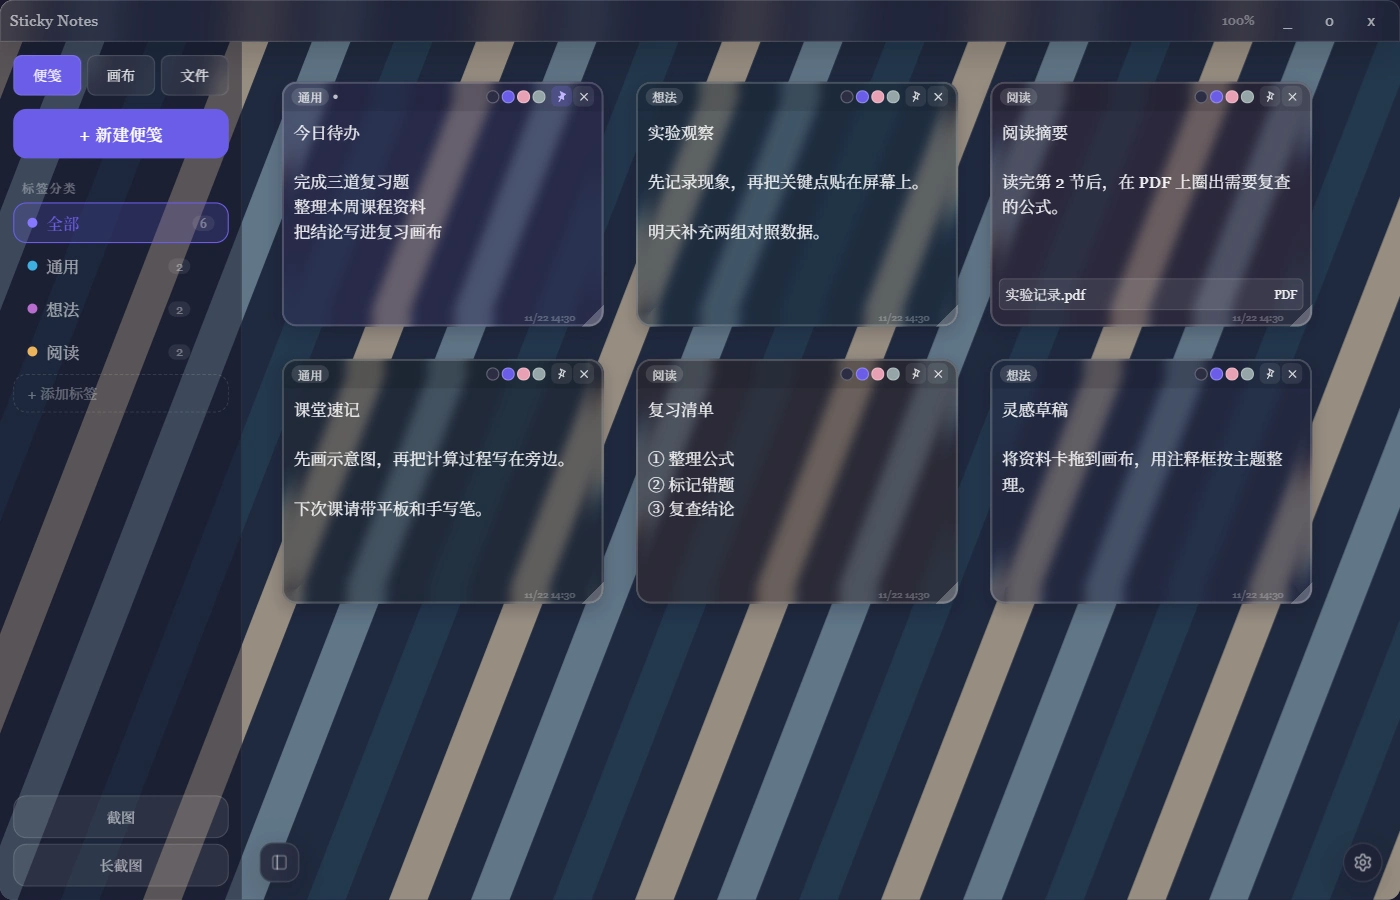 Sticky Notes
100%
便笺
画布
文件
+ 新建便笺
标签分类
全部
6
通用
2
想法
2
阅读
2
+ 添加标签
截图
长截图
通用
今日待办
完成三道复习题
整理本周课程资料
把结论写进复习画布
11/22 14:30
想法
实验观察
先记录现象，再把关键点贴在屏幕上。
明天补充两组对照数据。
11/22 14:30
阅读
阅读摘要
读完第 2 节后，在 PDF 上圈出需要复查
的公式。
实验记录.pdf
PDF
11/22 14:30
通用
课堂速记
先画示意图，再把计算过程写在旁边。
下次课请带平板和手写笔。
11/22 14:30
阅读
复习清单
① 整理公式
② 标记错题
③ 复查结论
11/22 14:30
想法
灵感草稿
将资料卡拖到画布，用注释框按主题整
理。
11/22 14:30